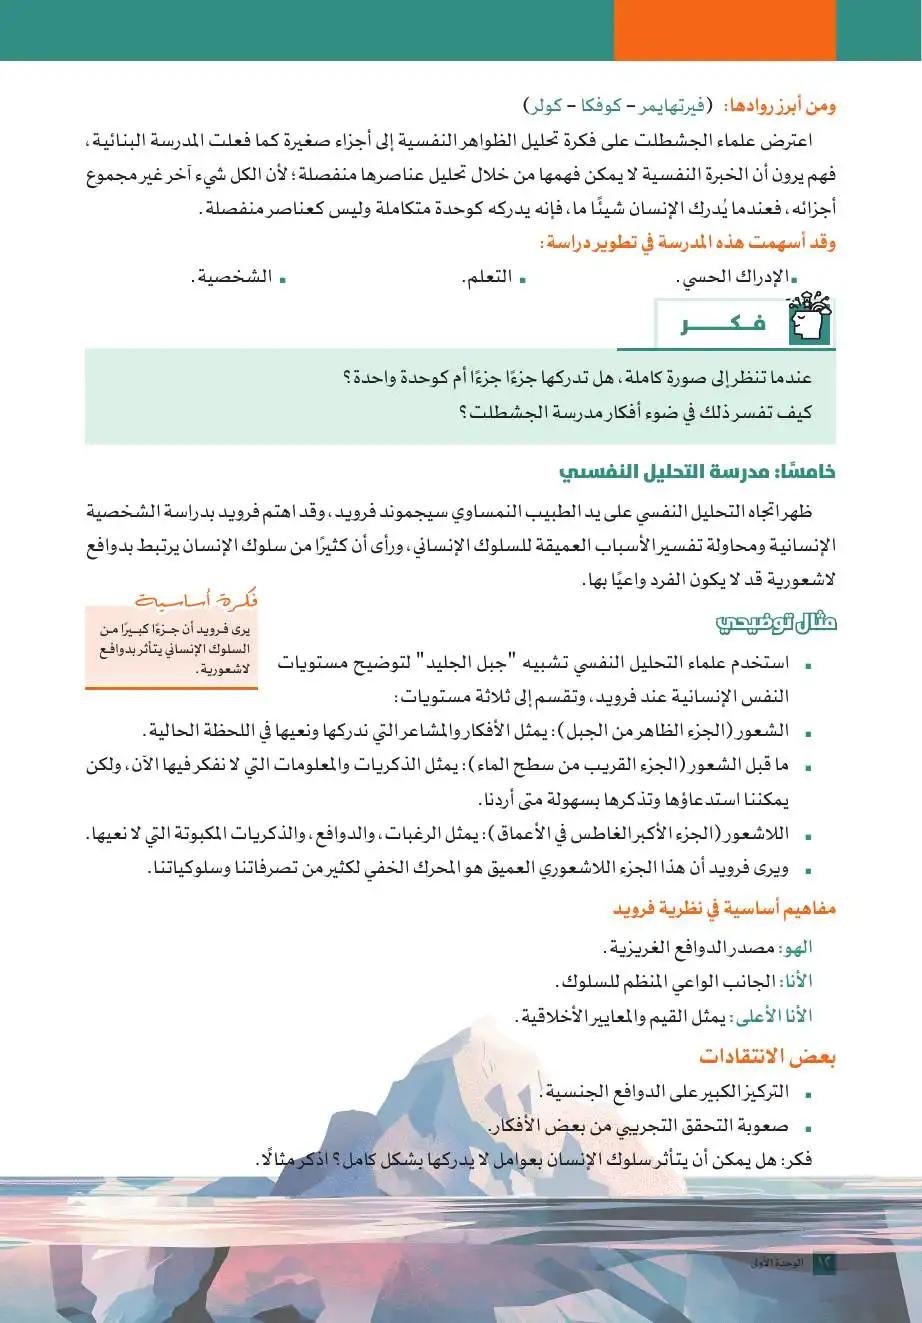 ومن أبرز روادها: (فيرتهايمر - كوفكا - كولر)
اعترض علماء الجشطلت على فكرة تحليل الظواهر النفسية إلى أجزاء صغيرة كما فعلت المدرسة البنائية،
فهم يرون أن الخبرة النفسية لا يمكن فهمها من خلال تحليل عناصرها منفصلة؛ لأن الكل شيء آخر غير مجموع
أجزائه، فعندما يُدرك الإنسان شيئًا ما، فإنه يدركه كوحدة متكاملة وليس كعناصر منفصلة.
وقد أسهمت هذه المدرسة في تطوير دراسة:
▪ الإدراك الحسي. ▪ التعلم. ▪ الشخصية.
فـكـــر
عندما تنظر إلى صورة كاملة، هل تدركها جزءًا جزءًا أم كوحدة واحدة؟
كيف تفسر ذلك في ضوء أفكار مدرسة الجشطلت؟
خامسًا: مدرسة التحليل النفسي
ظهر اتجاه التحليل النفسي على يد الطبيب النمساوي سيجموند فرويد، وقد اهتم فرويد بدراسة الشخصية
الإنسانية ومحاولة تفسير الأسباب العميقة للسلوك الإنساني، ورأى أن كثيرًا من سلوك الإنسان يرتبط بدوافع
لاشعورية قد لا يكون الفرد واعيًا بها.
فكرة أساسية
يرى فرويد أن جزءًا كبيرًا من
السلوك الإنساني يتأثر بدوافع
لاشعورية.
مثال توضيحي
▪ استخدم علماء التحليل النفسي تشبيه "جبل الجليد" لتوضيح مستويات
النفس الإنسانية عند فرويد، وتقسم إلى ثلاثة مستويات:
▪ الشعور (الجزء الظاهر من الجبل): يمثل الأفكار والمشاعر التي ندركها ونعيها في اللحظة الحالية.
▪ ما قبل الشعور (الجزء القريب من سطح الماء): يمثل الذكريات والمعلومات التي لا نفكر فيها الآن، ولكن
يمكننا استدعاؤها وتذكرها بسهولة متى أردنا.
▪ اللاشعور (الجزء الأكبر الغاطس في الأعماق): يمثل الرغبات، والدوافع، والذكريات المكبوتة التي لا نعيها.
▪ ويرى فرويد أن هذا الجزء اللاشعوري العميق هو المحرك الخفي لكثير من تصرفاتنا وسلوكياتنا.
مفاهيم أساسية في نظرية فرويد
الهو: مصدر الدوافع الغريزية.
الأنا: الجانب الواعي المنظم للسلوك.
الأنا الأعلى: يمثل القيم والمعايير الأخلاقية.
بعض الانتقادات
▪ التركيز الكبير على الدوافع الجنسية.
▪ صعوبة التحقق التجريبي من بعض الأفكار.
فكر: هل يمكن أن يتأثر سلوك الإنسان بعوامل لا يدركها بشكل كامل؟ اذكر مثالًا.
١٢ الوحدة الأولى